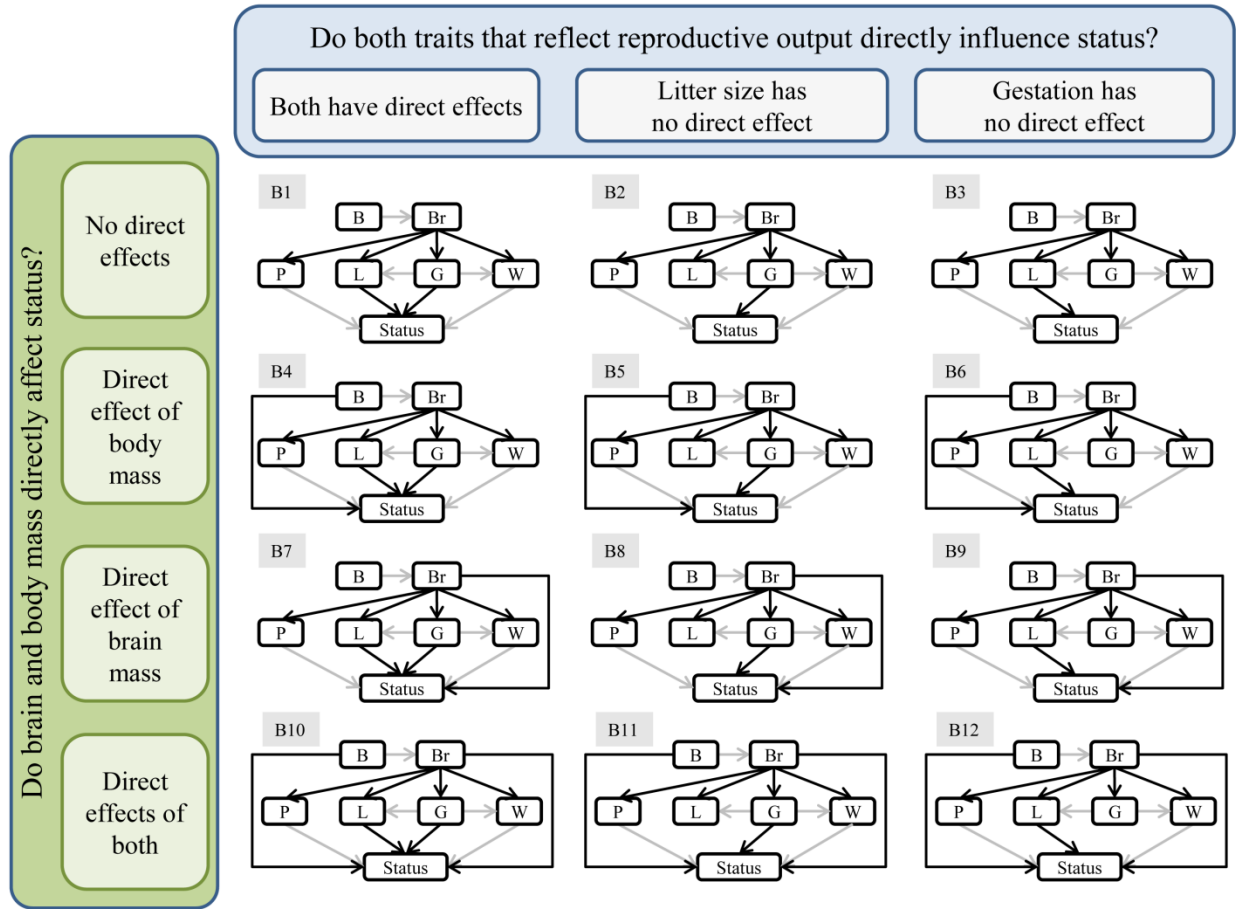 Do both traits that reflect reproductive output directly influence status?
Both have direct effects
Litter size has
no direct effect
Gestation has
no direct effect
Do brain and body mass directly affect status?
No direct
effects
B1
B Br
P L G W
Status
B2
B Br
P L G W
Status
B3
B Br
P L G W
Status
Direct
effect of
body
mass
B4
B Br
P L G W
Status
B5
B Br
P L G W
Status
B6
B Br
P L G W
Status
Direct
effect of
brain
mass
B7
B Br
P L G W
Status
B8
B Br
P L G W
Status
B9
B Br
P L G W
Status
Direct
effects of
both
B10
B Br
P L G W
Status
B11
B Br
P L G W
Status
B12
B Br
P L G W
Status